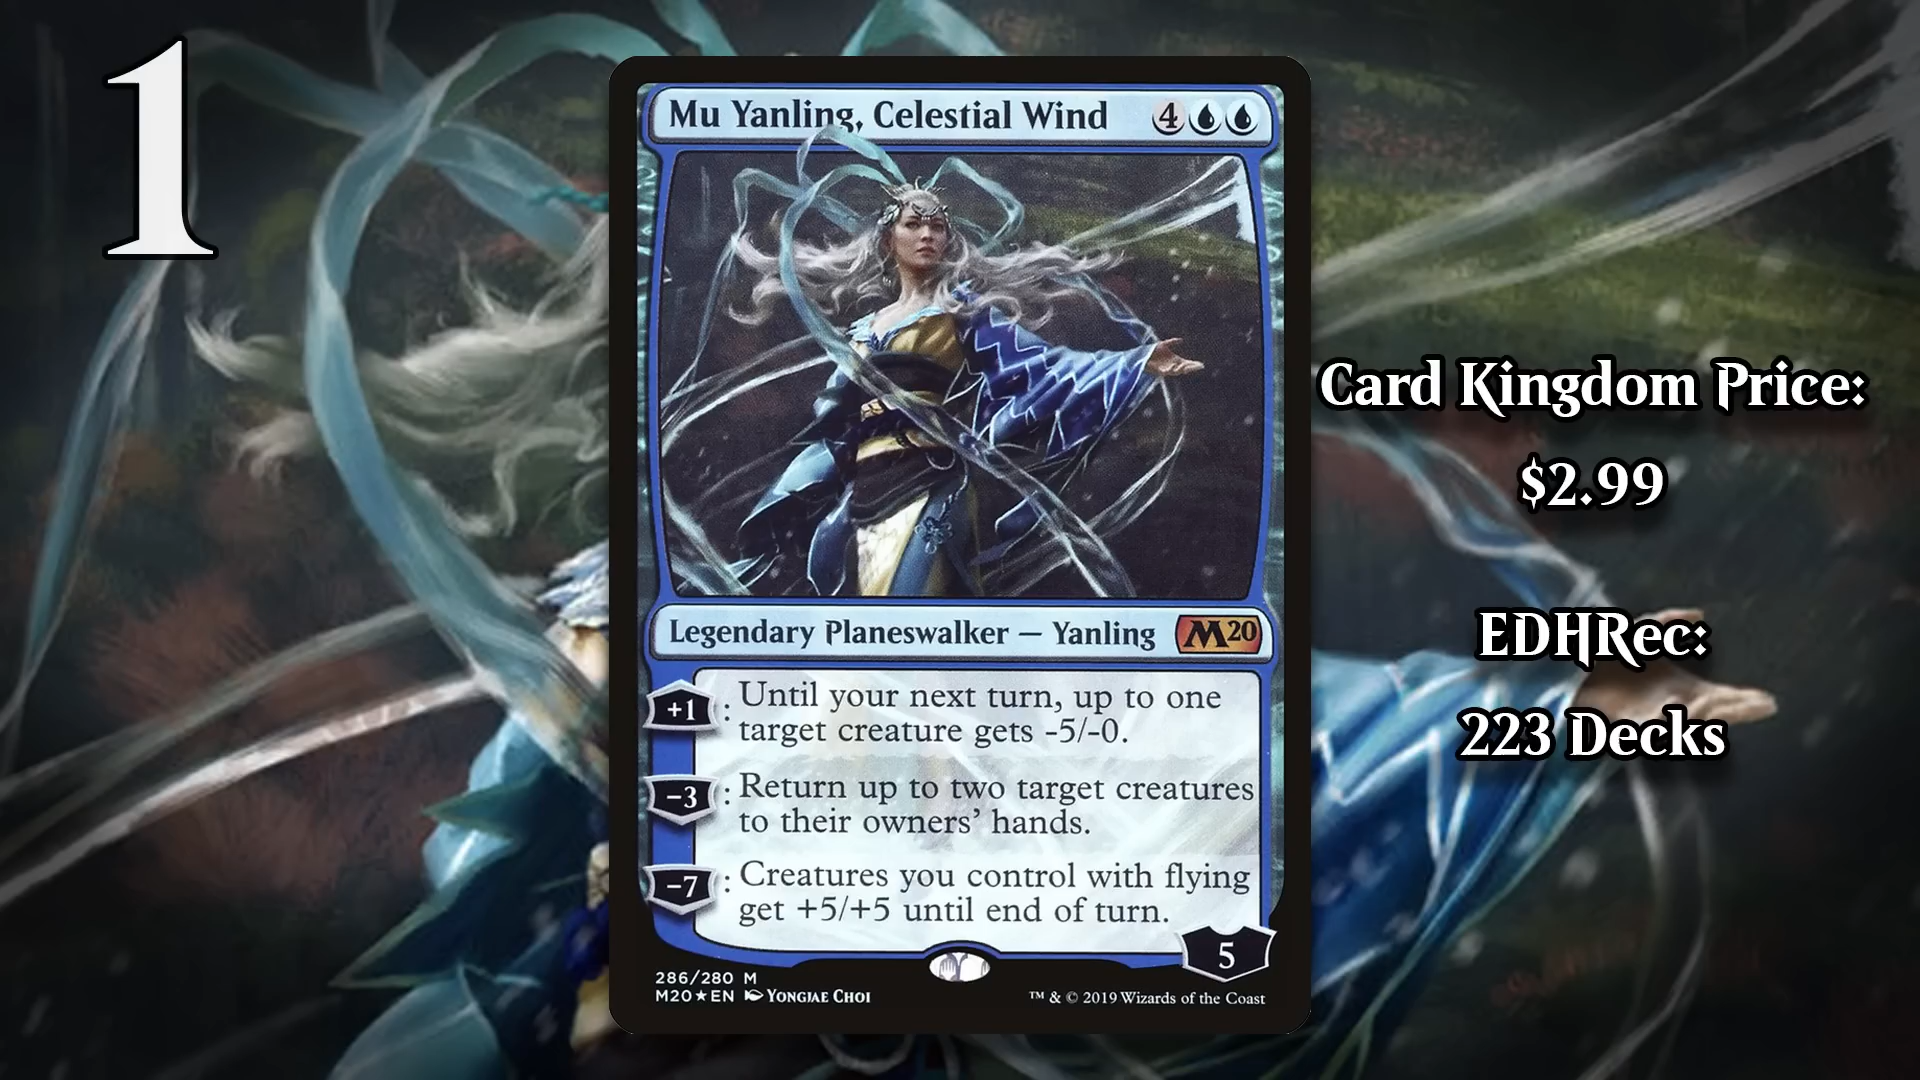 1
Mu Yanling, Celestial Wind 4
Legendary Planeswalker — Yanling M20
+1: Until your next turn, up to one
target creature gets -5/-0.
−3: Return up to two target creatures
to their owners' hands.
−7: Creatures you control with flying
get +5/+5 until end of turn.
5
286/280 M
M20★EN Yongjae Choi
™ & © 2019 Wizards of the Coast
Card Kingdom Price:
$2.99
EDHRec:
223 Decks